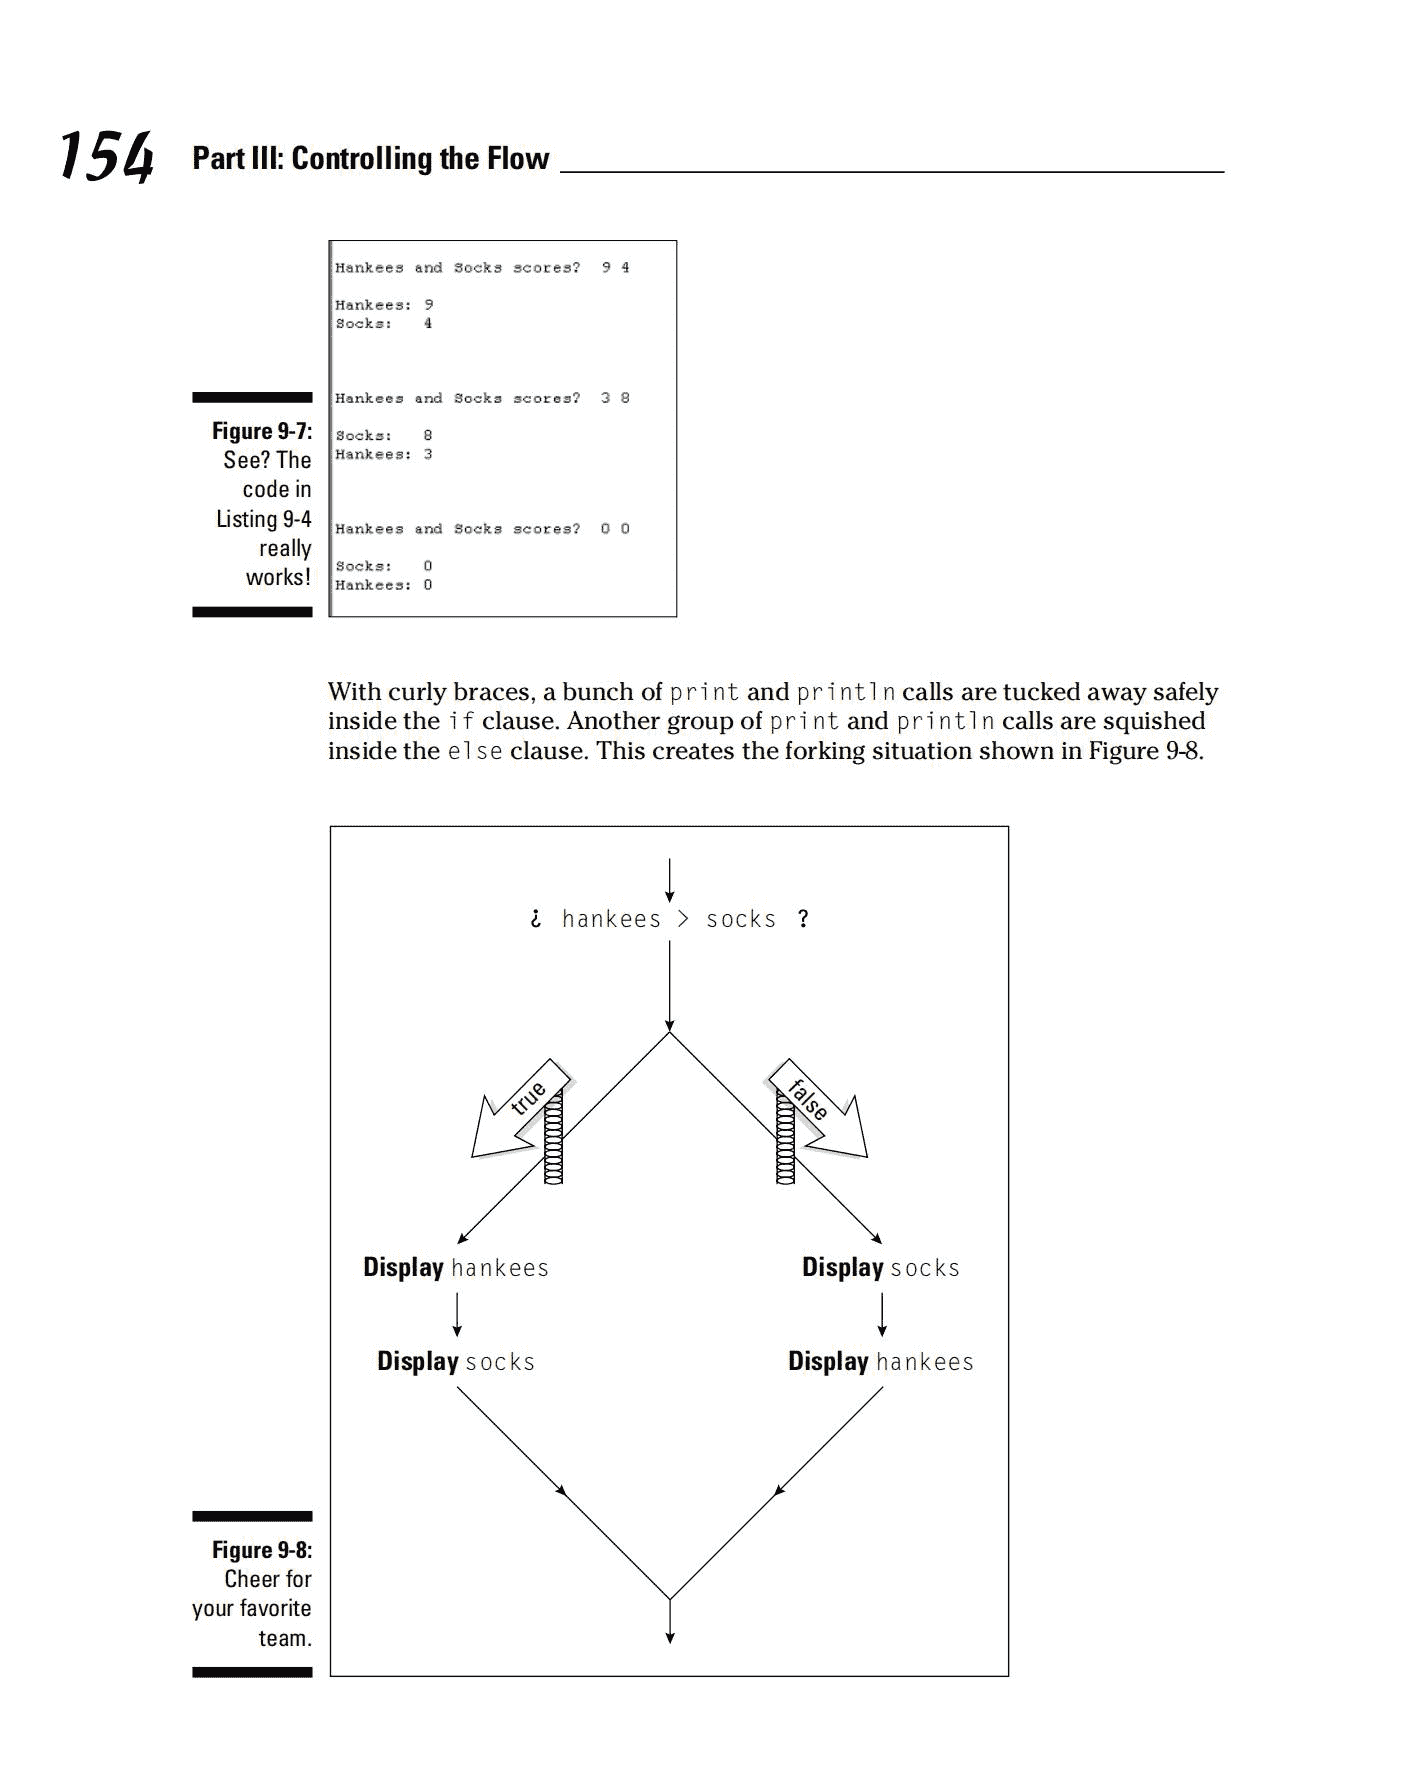 154 Part III: Controlling the Flow
Hankees and Socks scores?  9 4
Hankees: 9
Socks:   4
Hankees and Socks scores?  3 8
Socks:   8
Hankees: 3
Hankees and Socks scores?  0 0
Socks:   0
Hankees: 0
Figure 9-7:
See? The
code in
Listing 9-4
really
works!
With curly braces, a bunch of print and println calls are tucked away safely
inside the if clause. Another group of print and println calls are squished
inside the else clause. This creates the forking situation shown in Figure 9-8.
¿ hankees > socks ?
true
false
Display hankees
Display socks
Display socks
Display hankees
Figure 9-8:
Cheer for
your favorite
team.